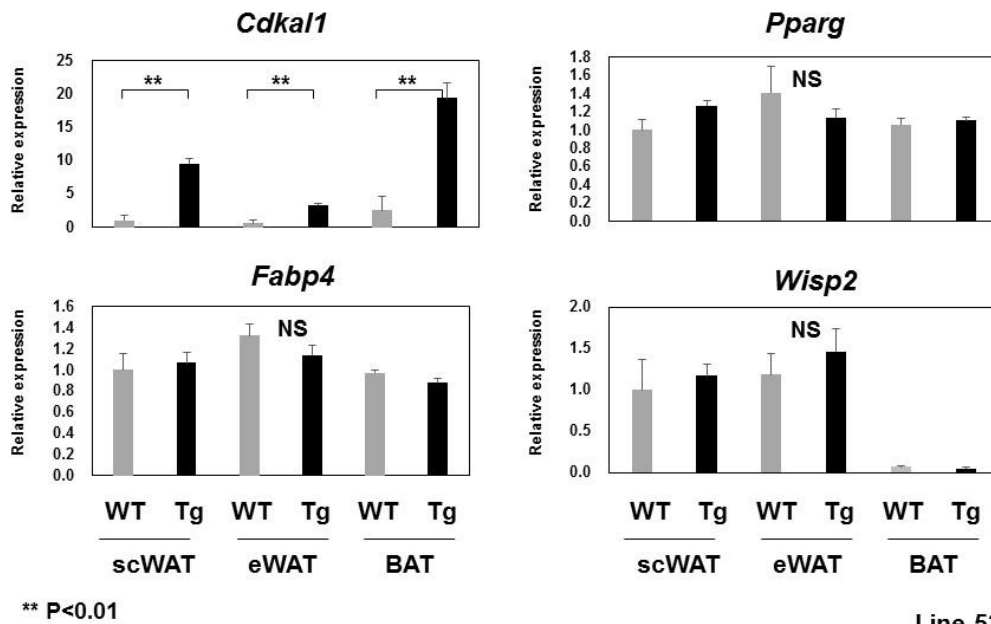 Cdkal1
Relative expression
25
20
15
10
5
0
** ** **
Pparg
Relative expression
1.8
1.6
1.4
1.2
1.0
0.8
0.6
0.4
0.2
0.0
NS
Fabp4
Relative expression
1.6
1.4
1.2
1.0
0.8
0.6
0.4
0.2
0.0
NS
WT Tg WT Tg WT Tg
scWAT eWAT BAT
Wisp2
Relative expression
2.0
1.5
1.0
0.5
0.0
NS
WT Tg WT Tg WT Tg
scWAT eWAT BAT
** P<0.01
Line